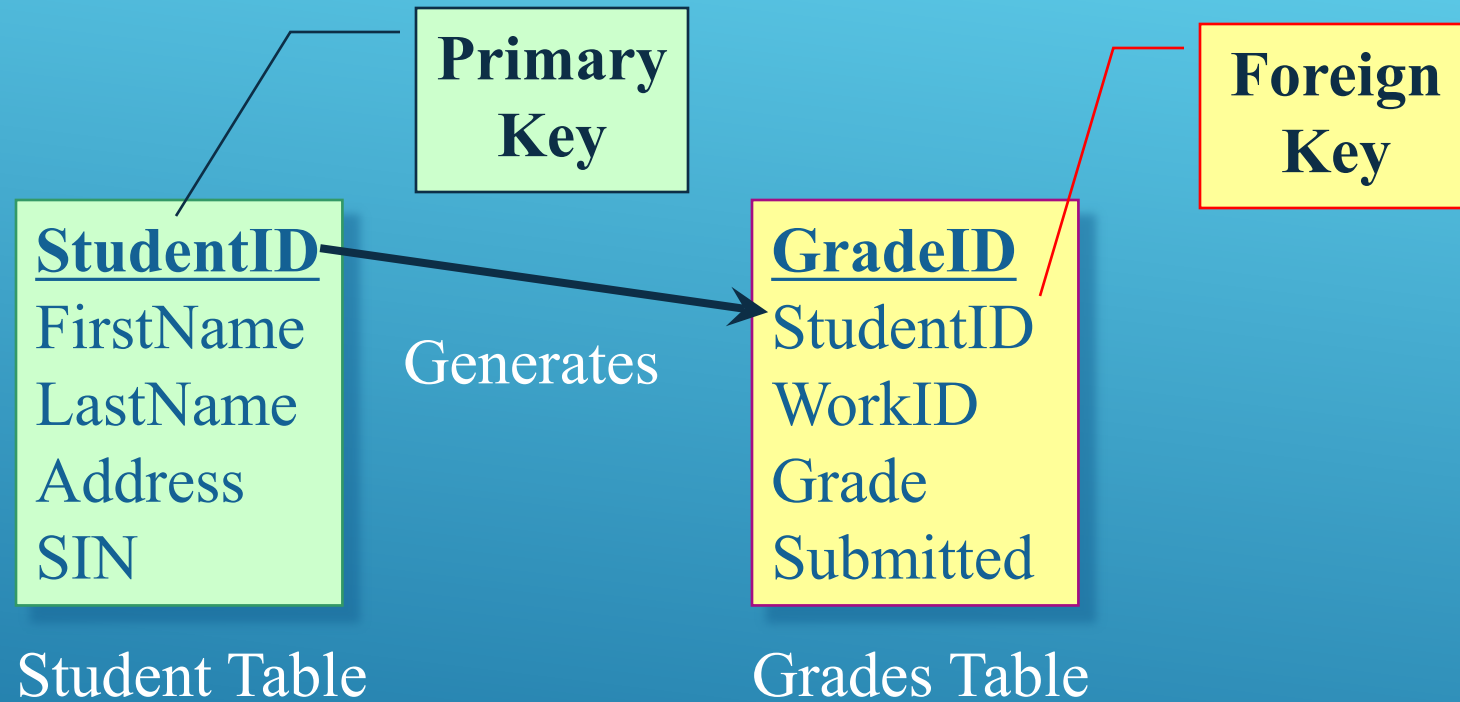 Primary
Key
Foreign
Key
StudentID
FirstName
LastName
Address
SIN
Generates
GradeID
StudentID
WorkID
Grade
Submitted
Student Table
Grades Table